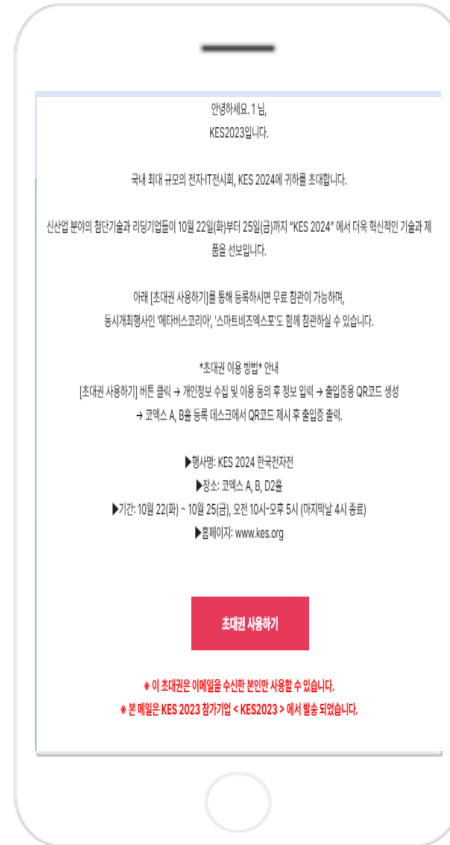 안녕하세요. 1 님,
KES2023입니다.
국내 최대 규모의 전자·IT전시회, KES 2024에 귀하를 초대합니다.
신산업 분야의 첨단기술과 리딩기업들이 10월 22일(화)부터 25일(금)까지 “KES 2024” 에서 더욱 혁신적인 기술과 제
품을 선보입니다.
아래 [초대권 사용하기]를 통해 등록하시면 무료 참관이 가능하며,
동시개최행사인 '메타버스코리아', '스마트비즈엑스포'도 함께 참관하실 수 있습니다.
*초대권 이용 방법* 안내
[초대권 사용하기] 버튼 클릭 → 개인정보 수집 및 이용 동의 후 정보 입력 → 출입증용 QR코드 생성
→ 코엑스 A, B홀 등록 데스크에서 QR코드 제시 후 출입증 출력.
▶행사명: KES 2024 한국전자전
▶장소: 코엑스 A, B, D2홀
▶기간: 10월 22(화) ~ 10월 25(금), 오전 10시~오후 5시 (마지막날 4시 종료)
▶홈페이지: www.kes.org
초대권 사용하기
※ 이 초대권은 이메일을 수신한 본인만 사용할 수 있습니다.
※ 본 메일은 KES 2023 참가기업 < KES2023 > 에서 발송 되었습니다.